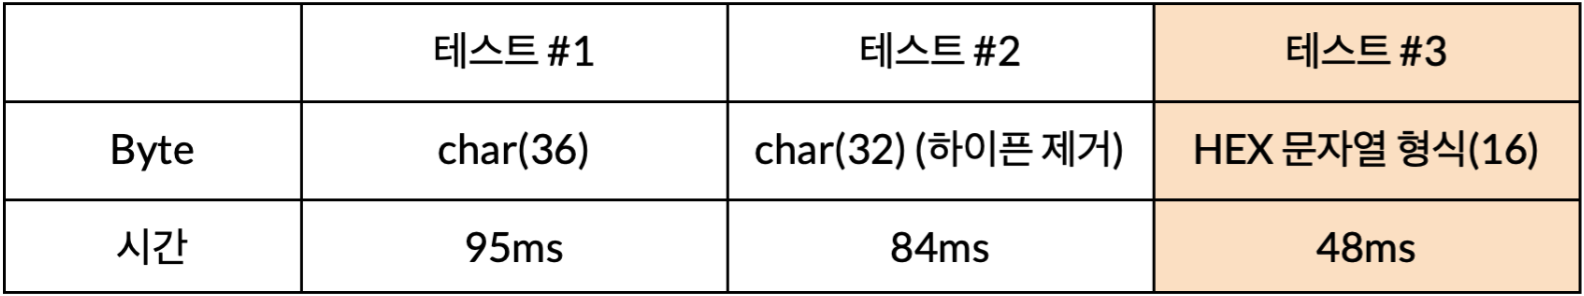 테스트 #1 테스트 #2 테스트 #3
Byte char(36) char(32) (하이픈 제거) HEX 문자열 형식(16)
시간 95ms 84ms 48ms